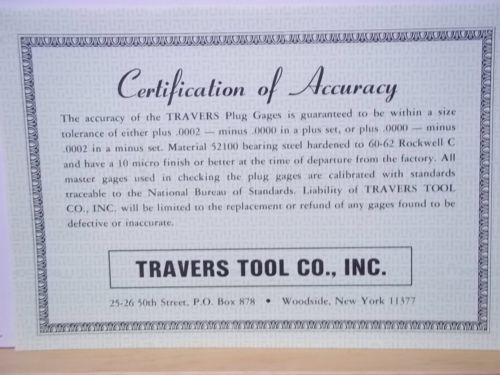 Certification of Accuracy
The accuracy of the TRAVERS Plug Gages is guaranteed to be within a size
tolerance of either plus .0002 — minus .0000 in a plus set, or plus .0000 — minus
.0002 in a minus set. Material 52100 bearing steel hardened to 60-62 Rockwell C
and have a 10 micro finish or better at the time of departure from the factory. All
master gages used in checking the plug gages are calibrated with standards
traceable to the National Bureau of Standards. Liability of TRAVERS TOOL
CO., INC. will be limited to the replacement or refund of any gages found to be
defective or inaccurate.
TRAVERS TOOL CO., INC.
25-26 50th Street, P.O. Box 878 • Woodside, New York 11377